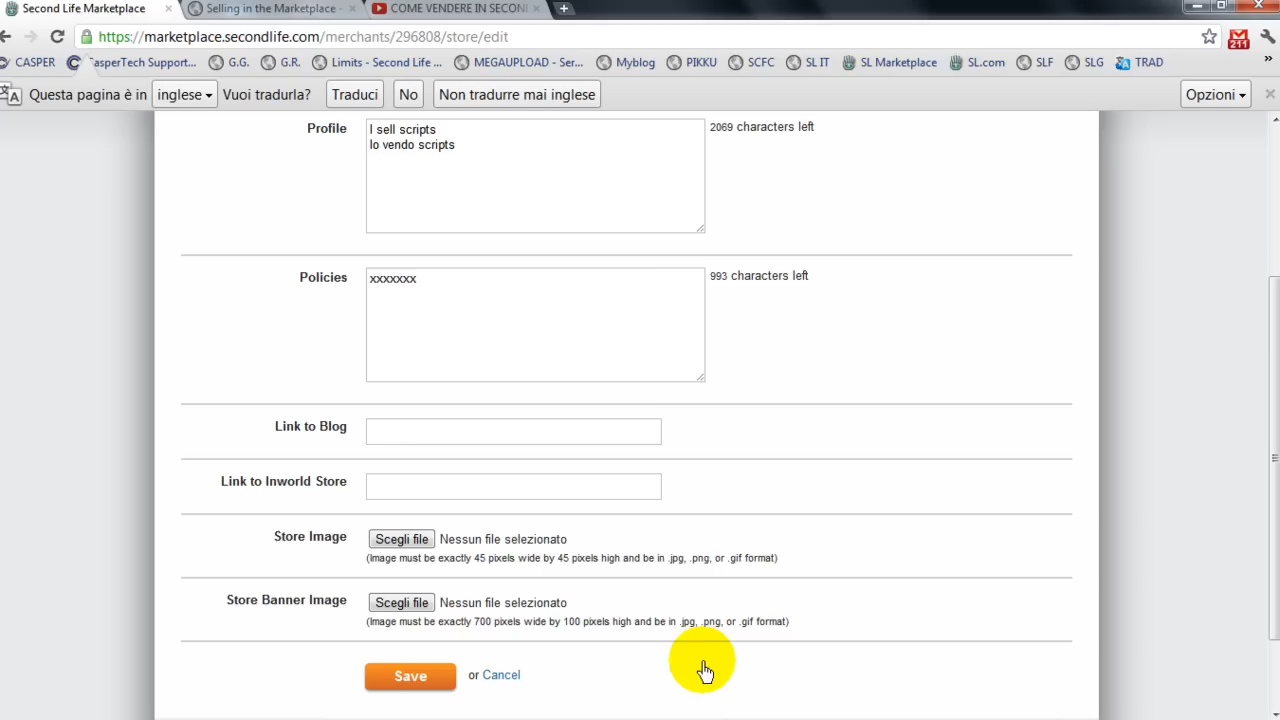 Second Life Marketplace
Selling in the Marketplace -
COME VENDERE IN SECON
https://marketplace.secondlife.com/merchants/296808/store/edit
211
CASPER
CasperTech Support...
G.G.
G.R.
Limits - Second Life ...
MEGAUPLOAD - Ser...
Myblog
PIKKU
SCFC
SL IT
SL Marketplace
SL.com
SLF
SLG
TRAD
Questa pagina è in inglese Vuoi tradurla? Traduci No Non tradurre mai inglese Opzioni
Profile
I sell scripts
Io vendo scripts
2069 characters left
Policies
xxxxxxx
993 characters left
Link to Blog
Link to Inworld Store
Store Image
Scegli file Nessun file selezionato
(Image must be exactly 45 pixels wide by 45 pixels high and be in .jpg, .png, or .gif format)
Store Banner Image
Scegli file Nessun file selezionato
(Image must be exactly 700 pixels wide by 100 pixels high and be in .jpg, .png, or .gif format)
Save or Cancel